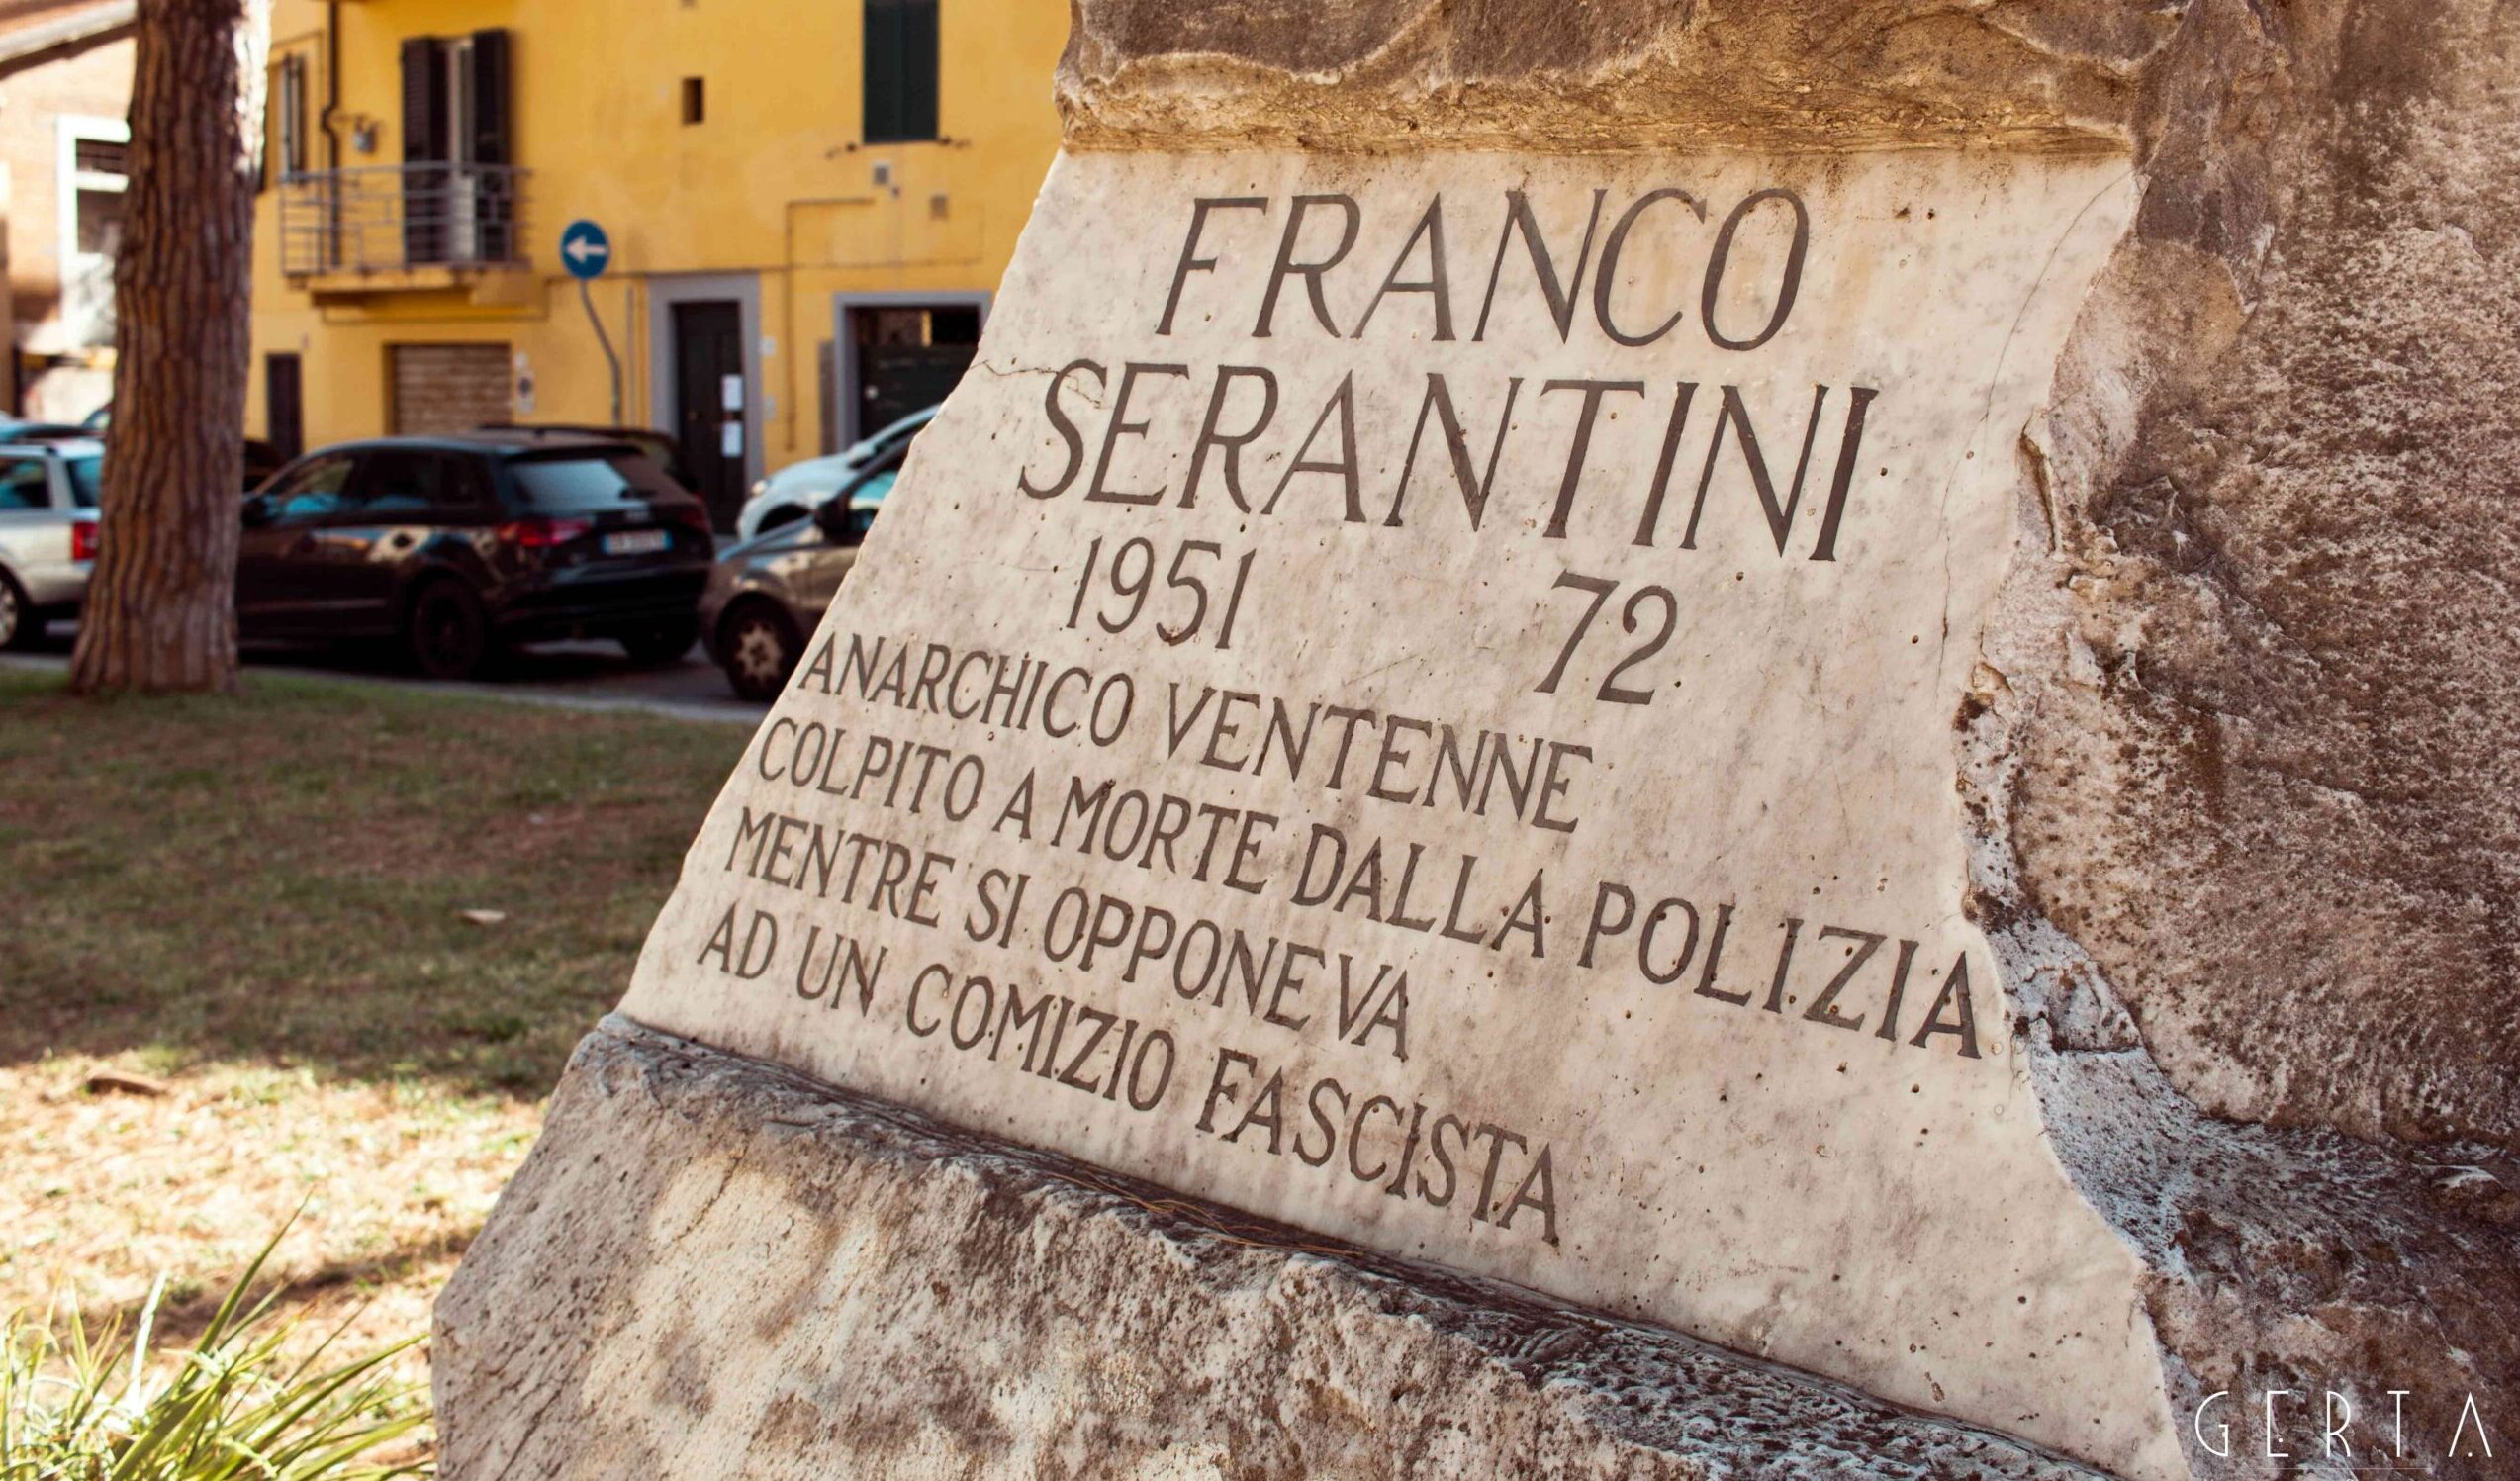 FRANCO
SERANTINI
1951 72
ANARCHICO VENTENNE
COLPITO A MORTE DALLA POLIZIA
MENTRE SI OPPONEVA
AD UN COMIZIO FASCISTA
GERTA